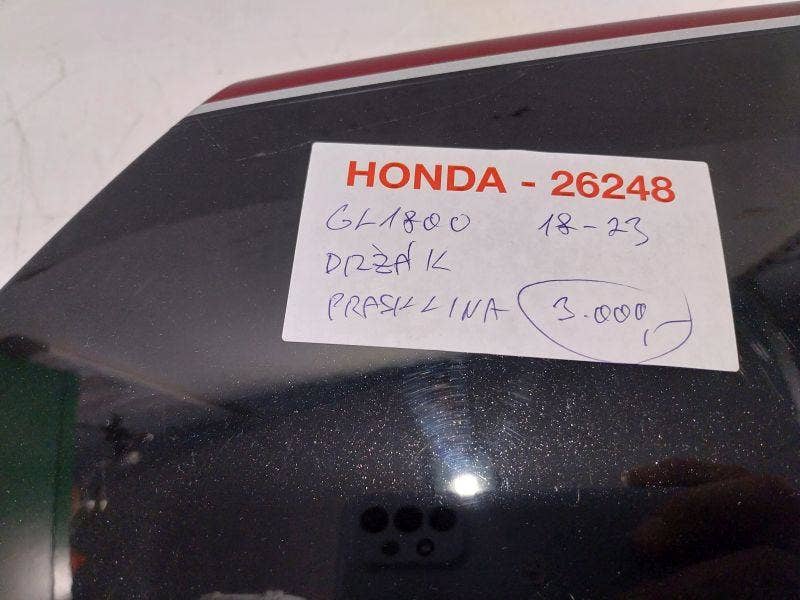 HONDA - 26248
GL1800 18-23
DRŽÁK
PRASKLINA 3.000,-